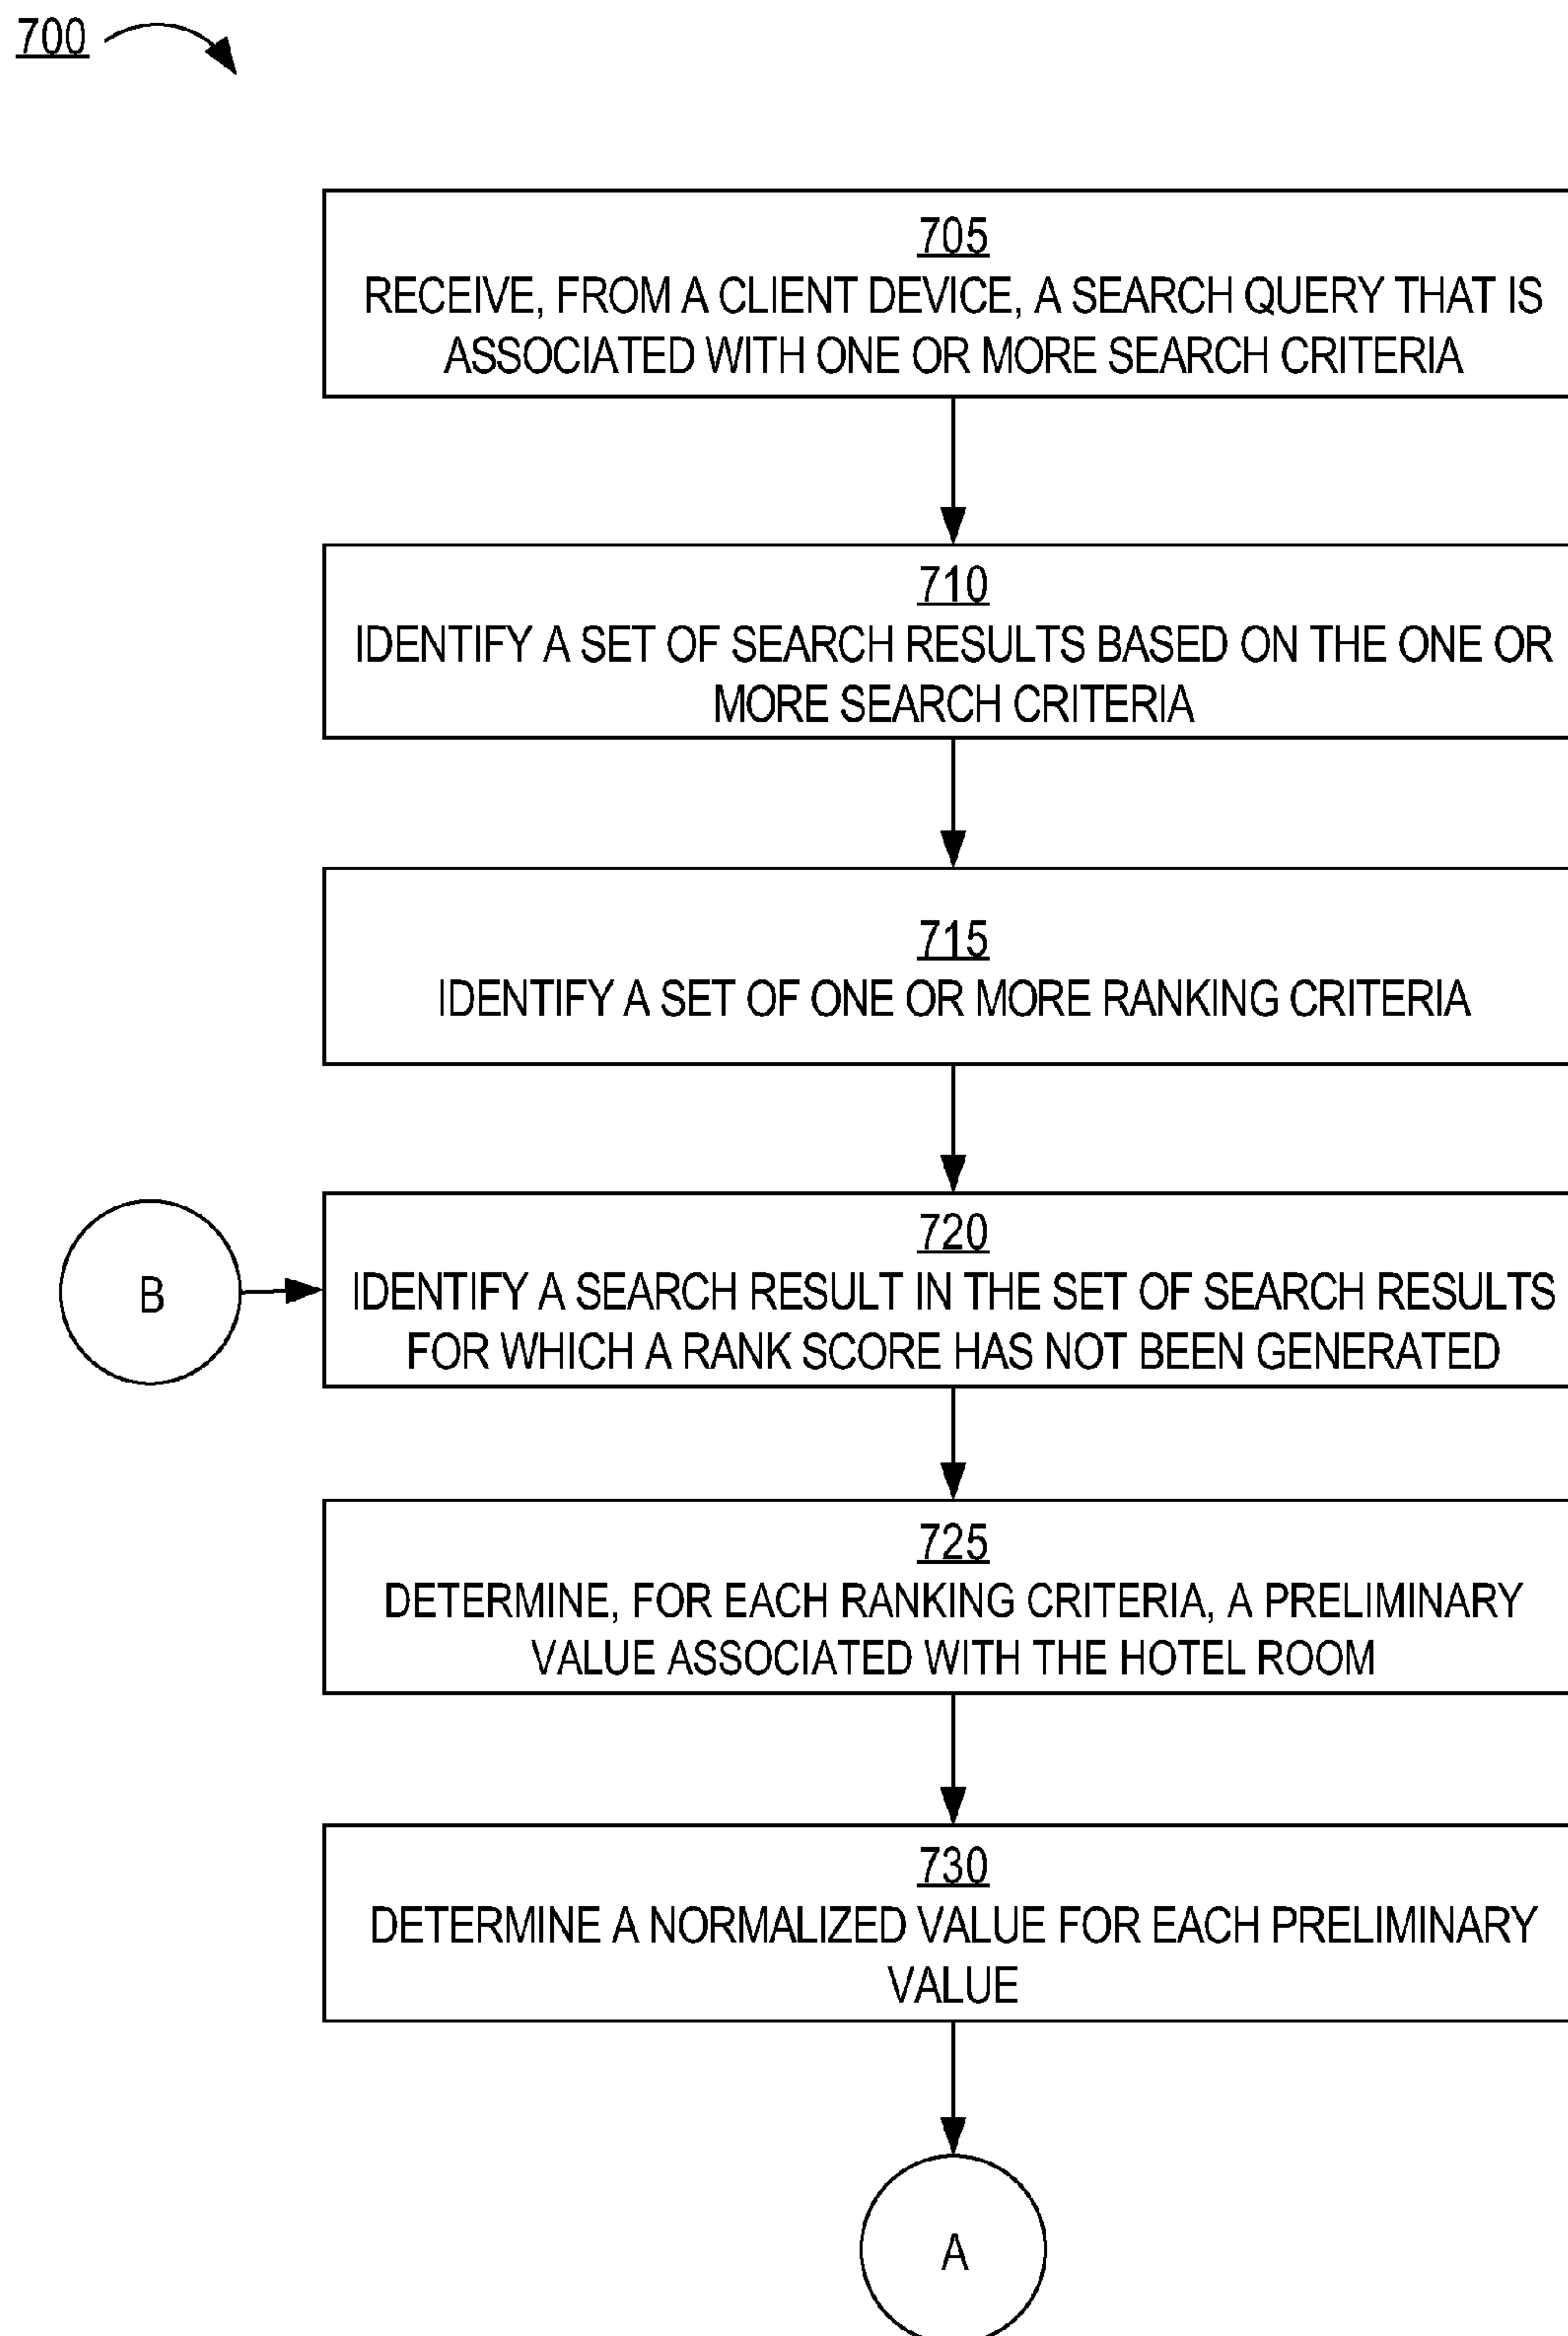 700
705
RECEIVE, FROM A CLIENT DEVICE, A SEARCH QUERY THAT IS
ASSOCIATED WITH ONE OR MORE SEARCH CRITERIA
710
IDENTIFY A SET OF SEARCH RESULTS BASED ON THE ONE OR
MORE SEARCH CRITERIA
715
IDENTIFY A SET OF ONE OR MORE RANKING CRITERIA
720
IDENTIFY A SEARCH RESULT IN THE SET OF SEARCH RESULTS
FOR WHICH A RANK SCORE HAS NOT BEEN GENERATED
B
725
DETERMINE, FOR EACH RANKING CRITERIA, A PRELIMINARY
VALUE ASSOCIATED WITH THE HOTEL ROOM
730
DETERMINE A NORMALIZED VALUE FOR EACH PRELIMINARY
VALUE
A